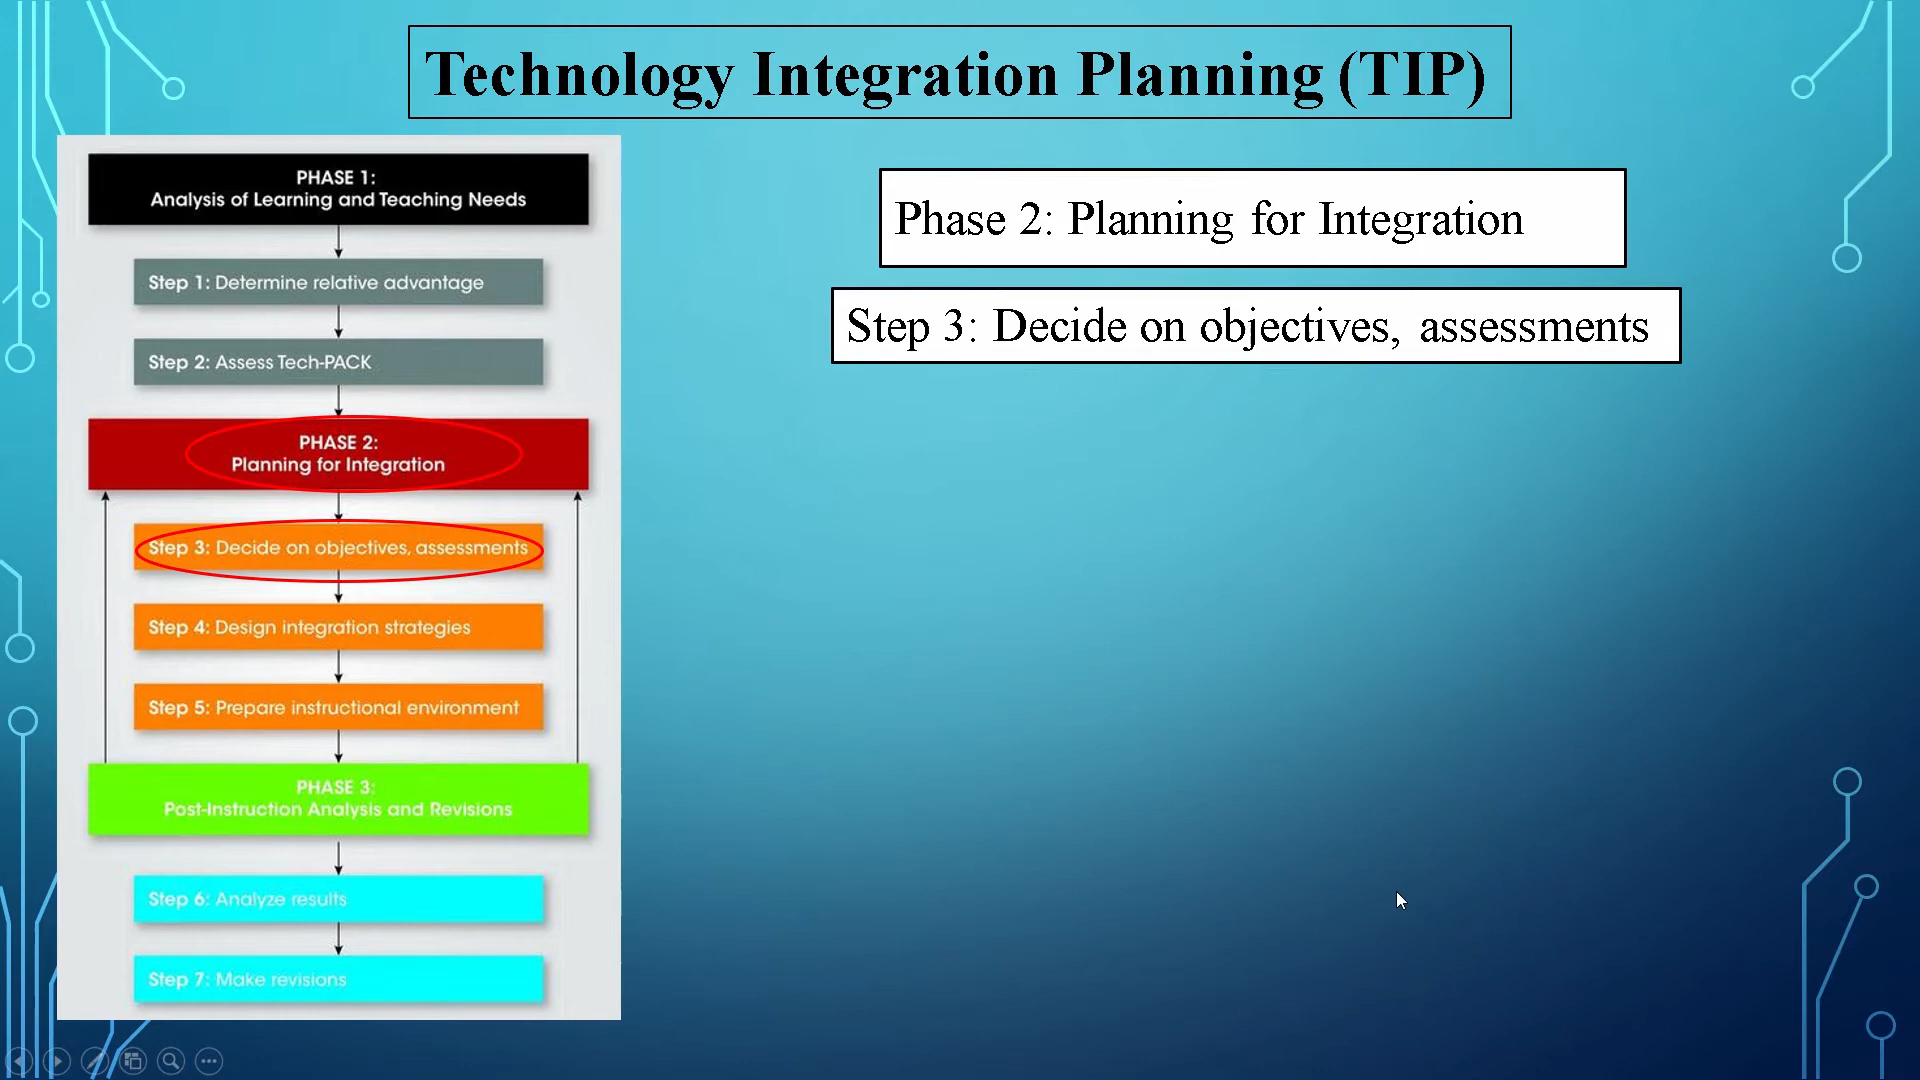 Technology Integration Planning (TIP)
PHASE 1:
Analysis of Learning and Teaching Needs
Step 1: Determine relative advantage
Step 2: Assess Tech-PACK
PHASE 2:
Planning for Integration
Step 3: Decide on objectives, assessments
Step 4: Design integration strategies
Step 5: Prepare instructional environment
PHASE 3:
Post-Instruction Analysis and Revisions
Step 6: Analyze results
Step 7: Make revisions
Phase 2: Planning for Integration
Step 3: Decide on objectives, assessments